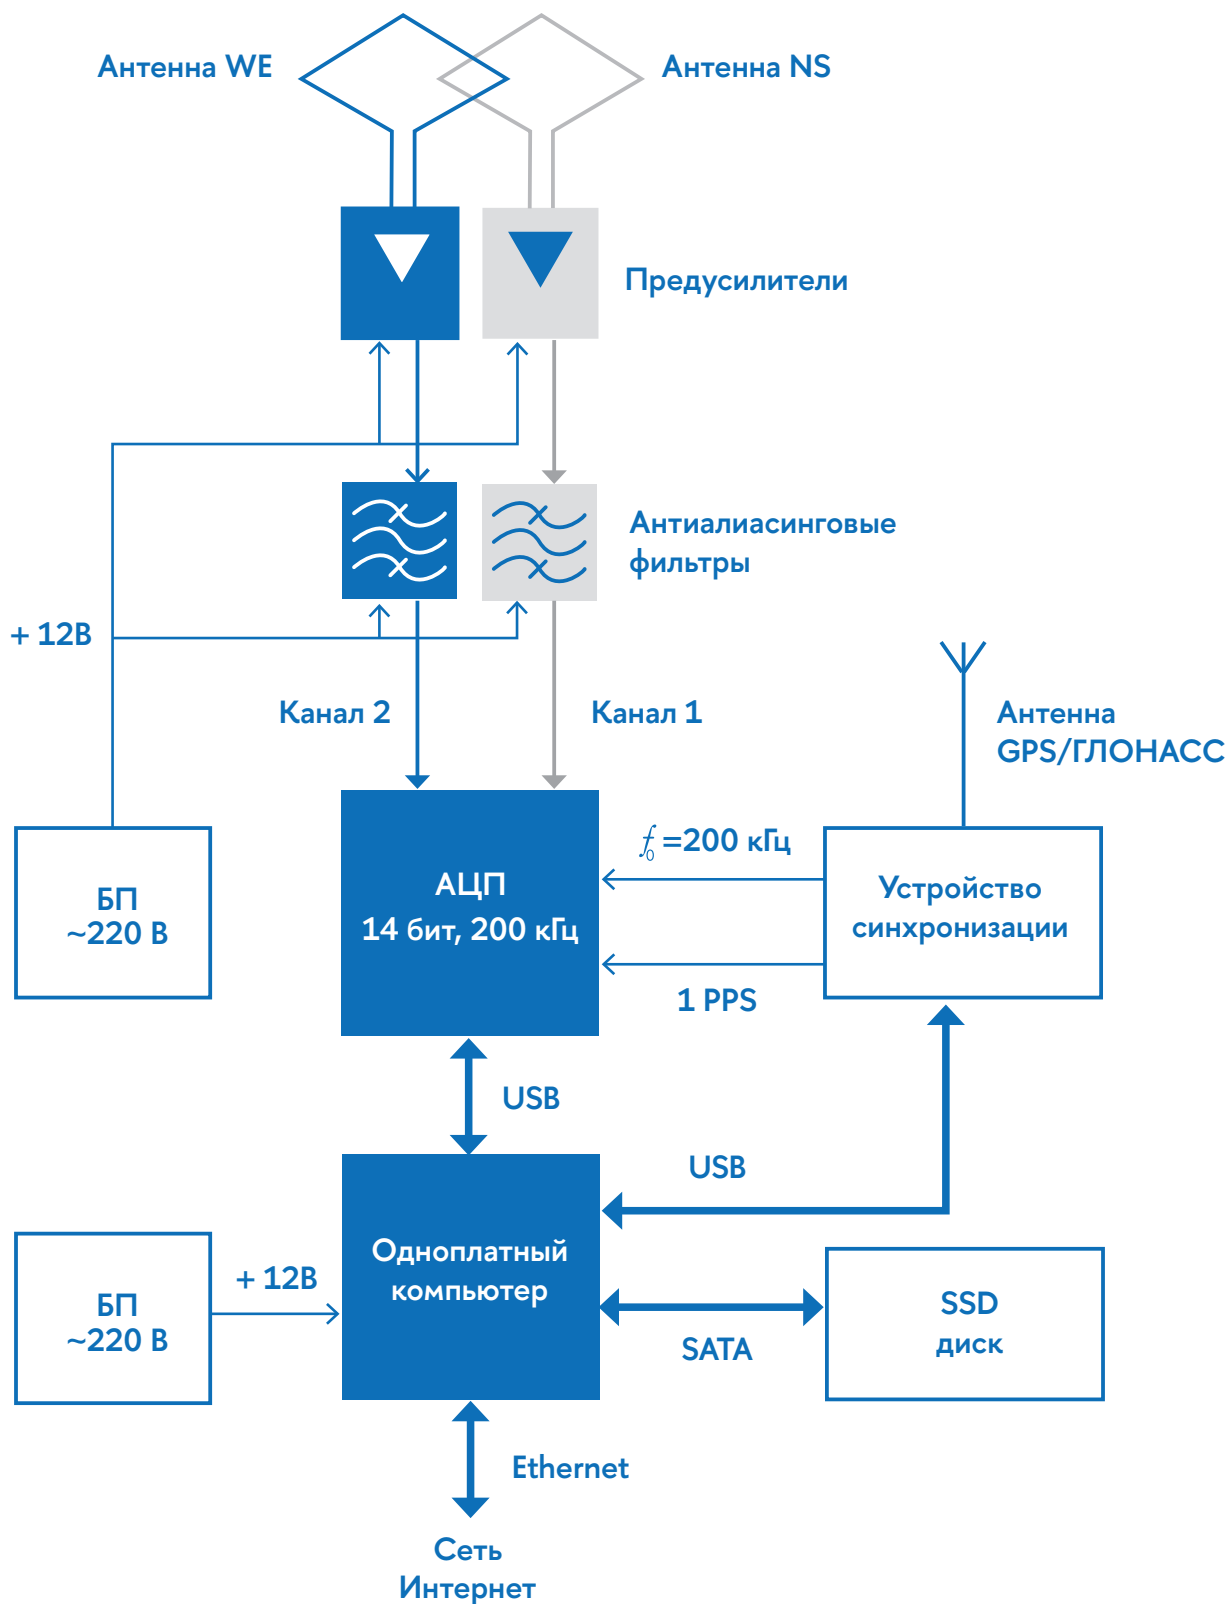 Антенна WE
Антенна NS
Предусилители
Антиалиасинговые
фильтры
+ 12В
Канал 2
Канал 1
Антенна
GPS/ГЛОНАСС
БП
~220 В
АЦП
14 бит, 200 кГц
f₀ =200 кГц
1 PPS
Устройство
синхронизации
USB
USB
Одноплатный
компьютер
БП
~220 В
+ 12В
SATA
SSD
диск
Ethernet
Сеть
Интернет